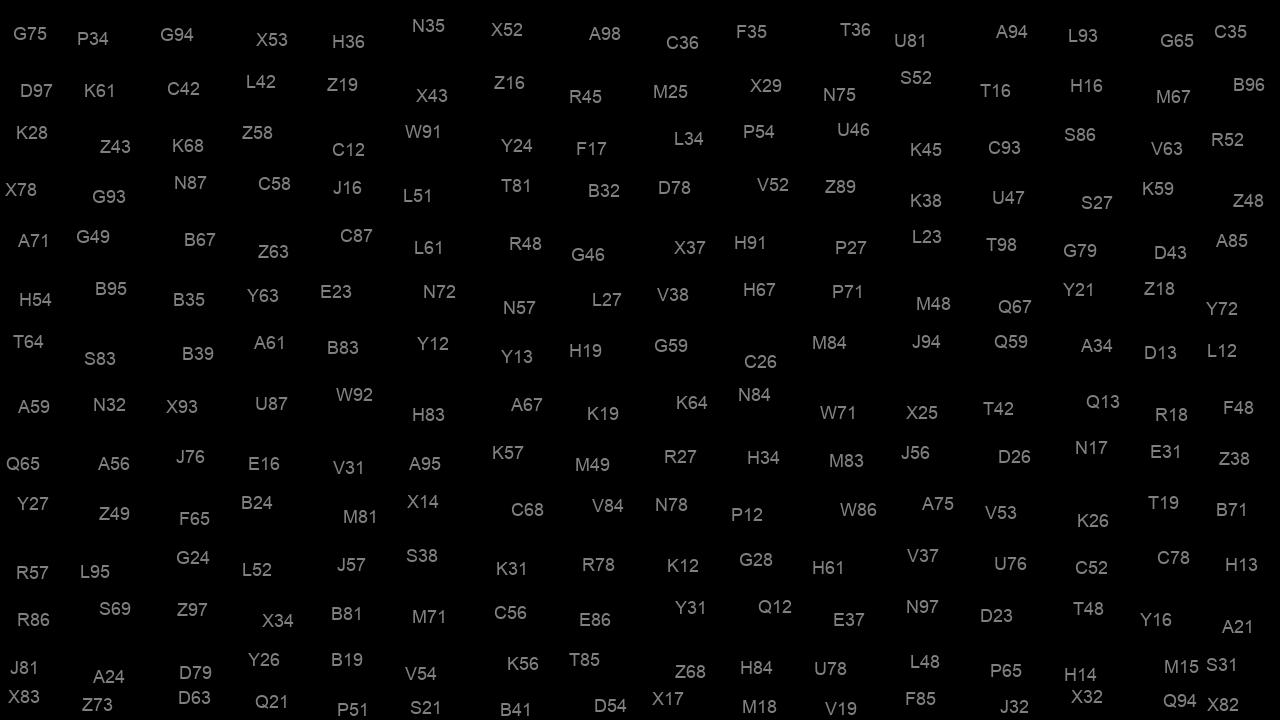 G75 P34 G94 X53 H36 N35 X52 A98 C36 F35 T36 U81 A94 L93 G65 C35
D97 K61 C42 L42 Z19 X43 Z16 R45 M25 X29 N75 S52 T16 H16 M67 B96
K28 Z43 K68 Z58 C12 W91 Y24 F17 L34 P54 U46 K45 C93 S86 V63 R52
X78 G93 N87 C58 J16 L51 T81 B32 D78 V52 Z89 K38 U47 S27 K59 Z48
A71 G49 B67 Z63 C87 L61 R48 G46 X37 H91 P27 L23 T98 G79 D43 A85
H54 B95 B35 Y63 E23 N72 N57 L27 V38 H67 P71 M48 Q67 Y21 Z18 Y72
T64 S83 B39 A61 B83 Y12 Y13 H19 G59 C26 M84 J94 Q59 A34 D13 L12
A59 N32 X93 U87 W92 H83 A67 K19 K64 N84 W71 X25 T42 Q13 R18 F48
Q65 A56 J76 E16 V31 A95 K57 M49 R27 H34 M83 J56 D26 N17 E31 Z38
Y27 Z49 F65 B24 M81 X14 C68 V84 N78 P12 W86 A75 V53 K26 T19 B71
R57 L95 G24 L52 J57 S38 K31 R78 K12 G28 H61 V37 U76 C52 C78 H13
R86 S69 Z97 X34 B81 M71 C56 E86 Y31 Q12 E37 N97 D23 T48 Y16 A21
J81 A24 D79 Y26 B19 V54 K56 T85 Z68 H84 U78 L48 P65 H14 M15 S31
X83 Z73 D63 Q21 P51 S21 B41 D54 X17 M18 V19 F85 J32 X32 Q94 X82